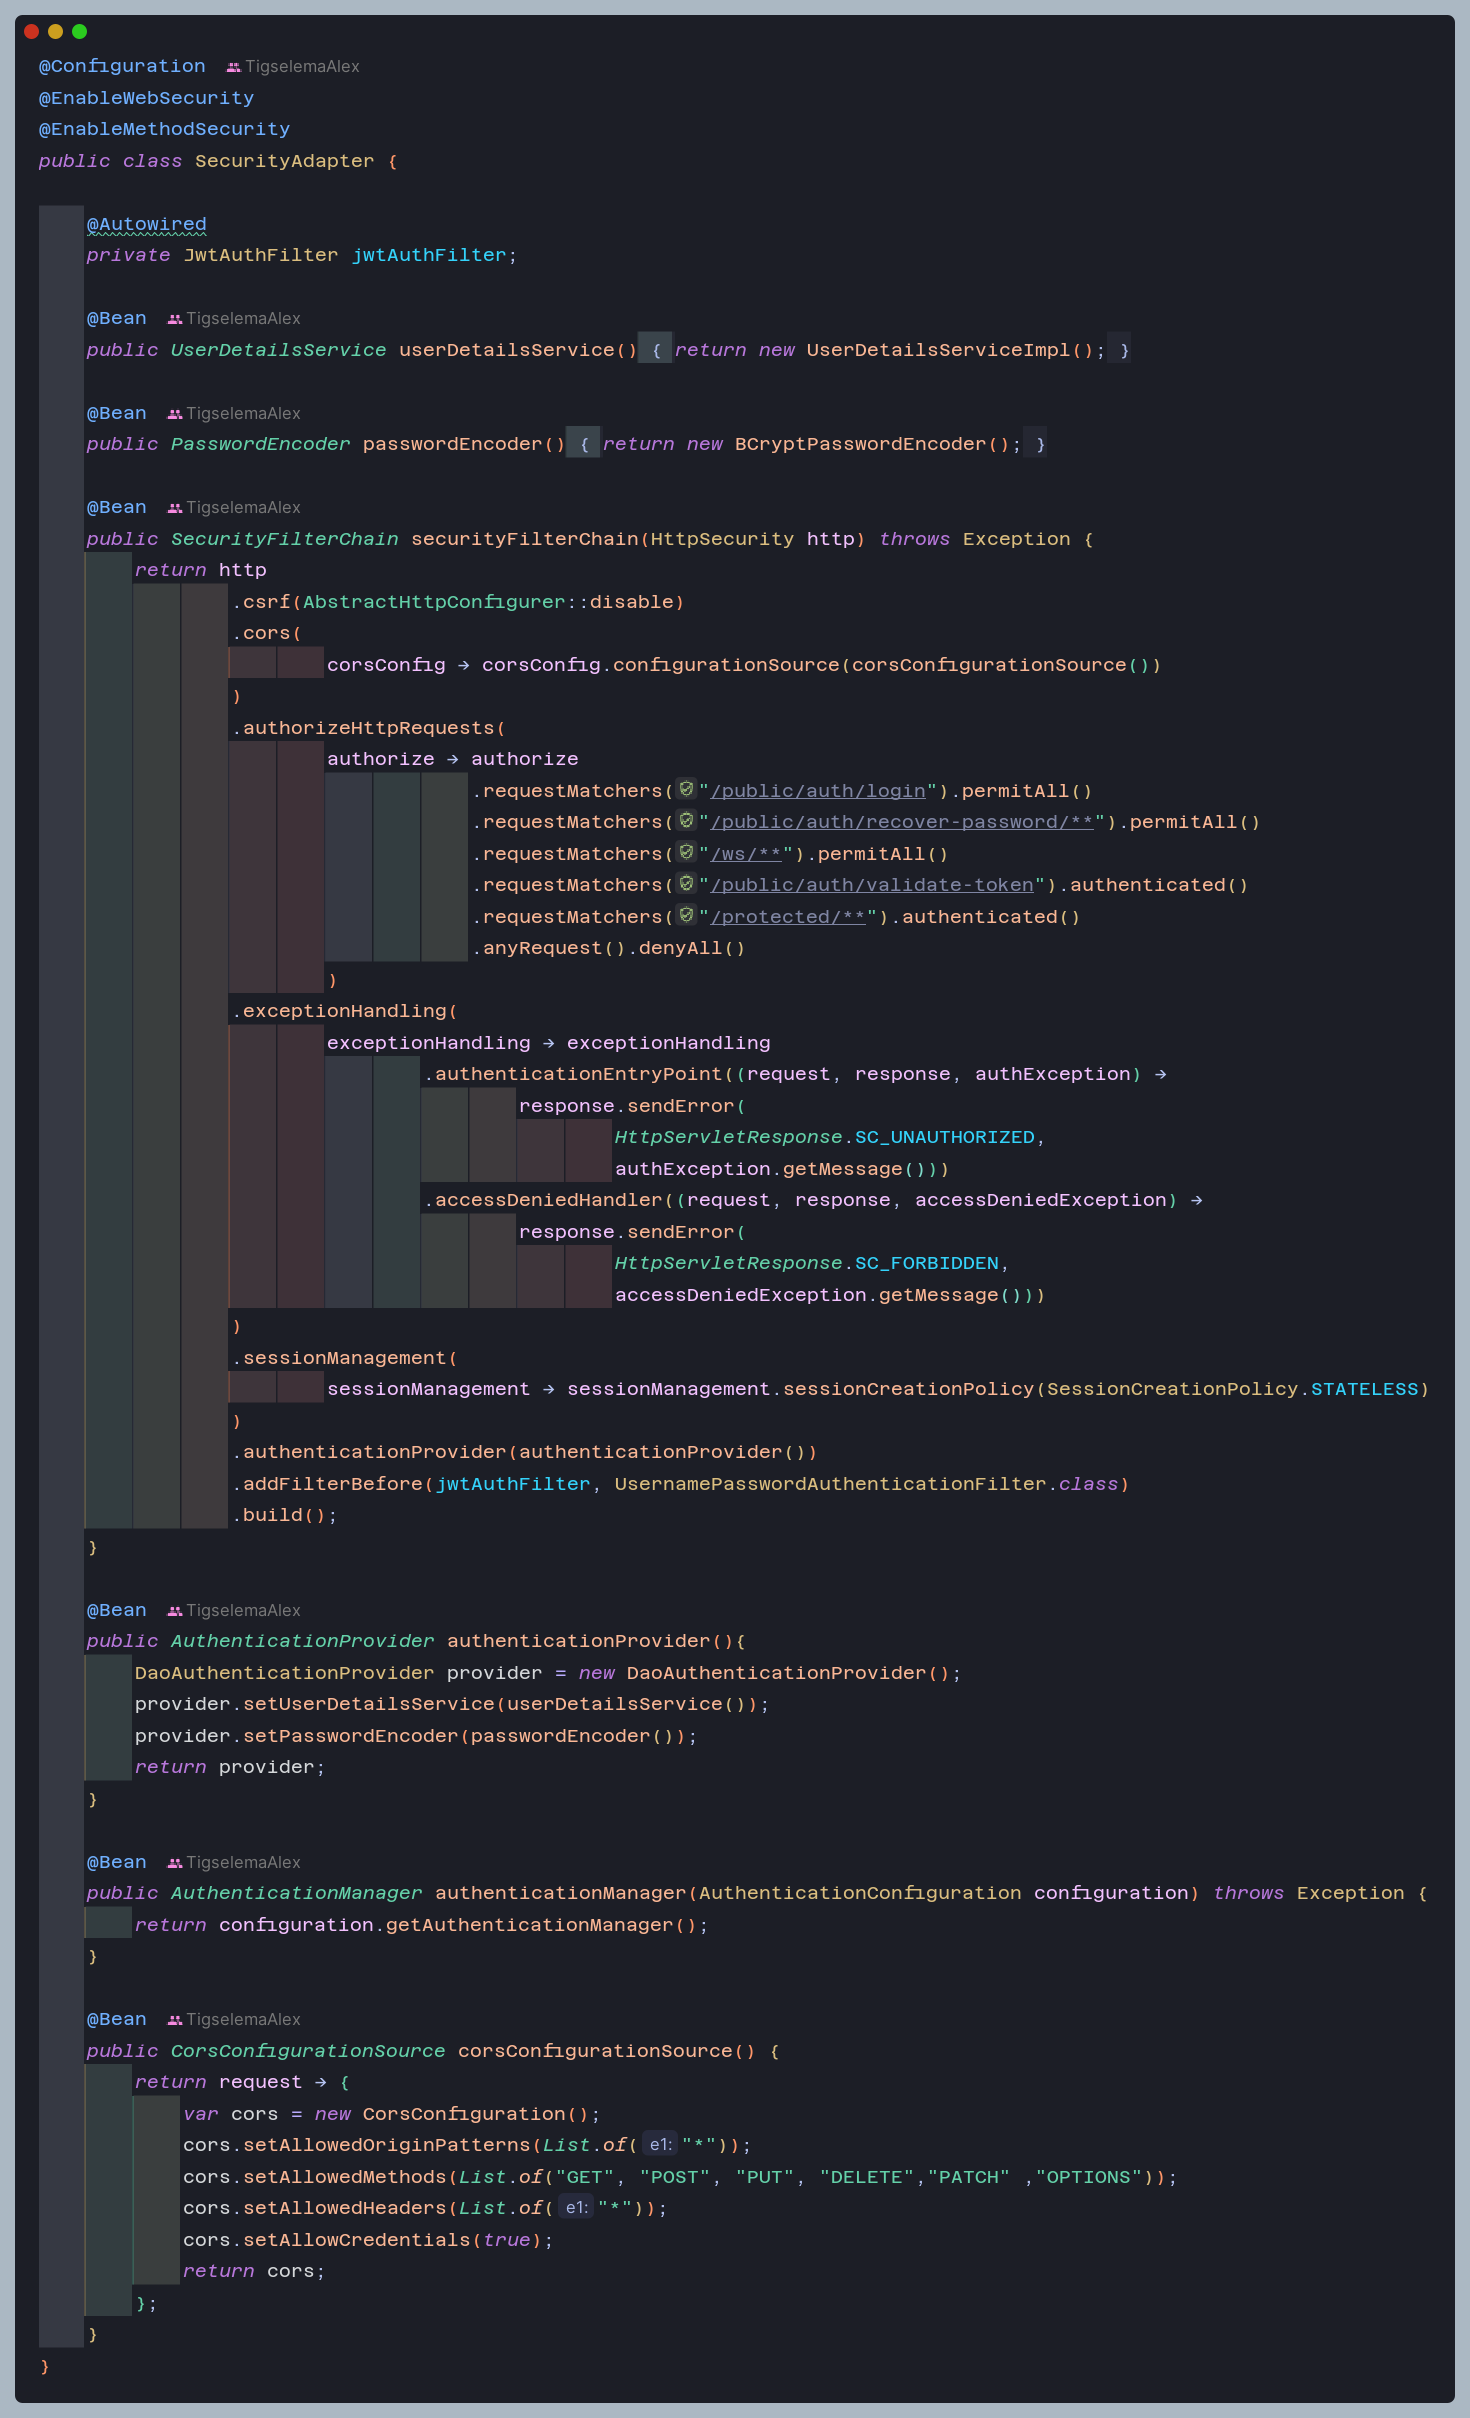 @Configuration TigselemaAlex
@EnableWebSecurity
@EnableMethodSecurity
public class SecurityAdapter {
@Autowired
private JwtAuthFilter jwtAuthFilter;
@Bean TigselemaAlex
public UserDetailsService userDetailsService() { return new UserDetailsServiceImpl(); }
@Bean TigselemaAlex
public PasswordEncoder passwordEncoder() { return new BCryptPasswordEncoder(); }
@Bean TigselemaAlex
public SecurityFilterChain securityFilterChain(HttpSecurity http) throws Exception {
return http
.csrf(AbstractHttpConfigurer::disable)
.cors(
corsConfig → corsConfig.configurationSource(corsConfigurationSource())
)
.authorizeHttpRequests(
authorize → authorize
.requestMatchers("/public/auth/login").permitAll()
.requestMatchers("/public/auth/recover-password/**").permitAll()
.requestMatchers("/ws/**").permitAll()
.requestMatchers("/public/auth/validate-token").authenticated()
.requestMatchers("/protected/**").authenticated()
.anyRequest().denyAll()
)
.exceptionHandling(
exceptionHandling → exceptionHandling
.authenticationEntryPoint((request, response, authException) →
response.sendError(
HttpServletResponse.SC_UNAUTHORIZED,
authException.getMessage()))
.accessDeniedHandler((request, response, accessDeniedException) →
response.sendError(
HttpServletResponse.SC_FORBIDDEN,
accessDeniedException.getMessage()))
)
.sessionManagement(
sessionManagement → sessionManagement.sessionCreationPolicy(SessionCreationPolicy.STATELESS)
)
.authenticationProvider(authenticationProvider())
.addFilterBefore(jwtAuthFilter, UsernamePasswordAuthenticationFilter.class)
.build();
}
@Bean TigselemaAlex
public AuthenticationProvider authenticationProvider(){
DaoAuthenticationProvider provider = new DaoAuthenticationProvider();
provider.setUserDetailsService(userDetailsService());
provider.setPasswordEncoder(passwordEncoder());
return provider;
}
@Bean TigselemaAlex
public AuthenticationManager authenticationManager(AuthenticationConfiguration configuration) throws Exception {
return configuration.getAuthenticationManager();
}
@Bean TigselemaAlex
public CorsConfigurationSource corsConfigurationSource() {
return request → {
var cors = new CorsConfiguration();
cors.setAllowedOriginPatterns(List.of( e1: "*"));
cors.setAllowedMethods(List.of("GET", "POST", "PUT", "DELETE","PATCH" ,"OPTIONS"));
cors.setAllowedHeaders(List.of( e1: "*"));
cors.setAllowCredentials(true);
return cors;
};
}
}